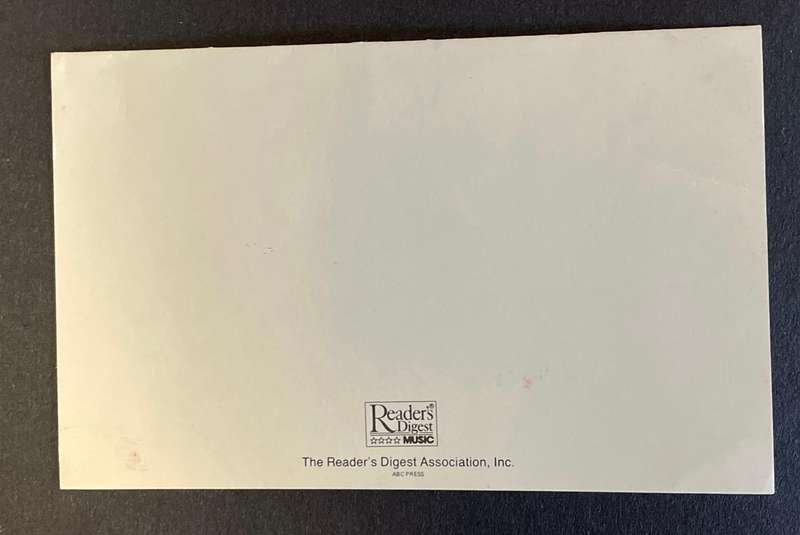 Reader's®
Digest
☆☆☆☆ MUSIC
The Reader's Digest Association, Inc.
ABC PRESS